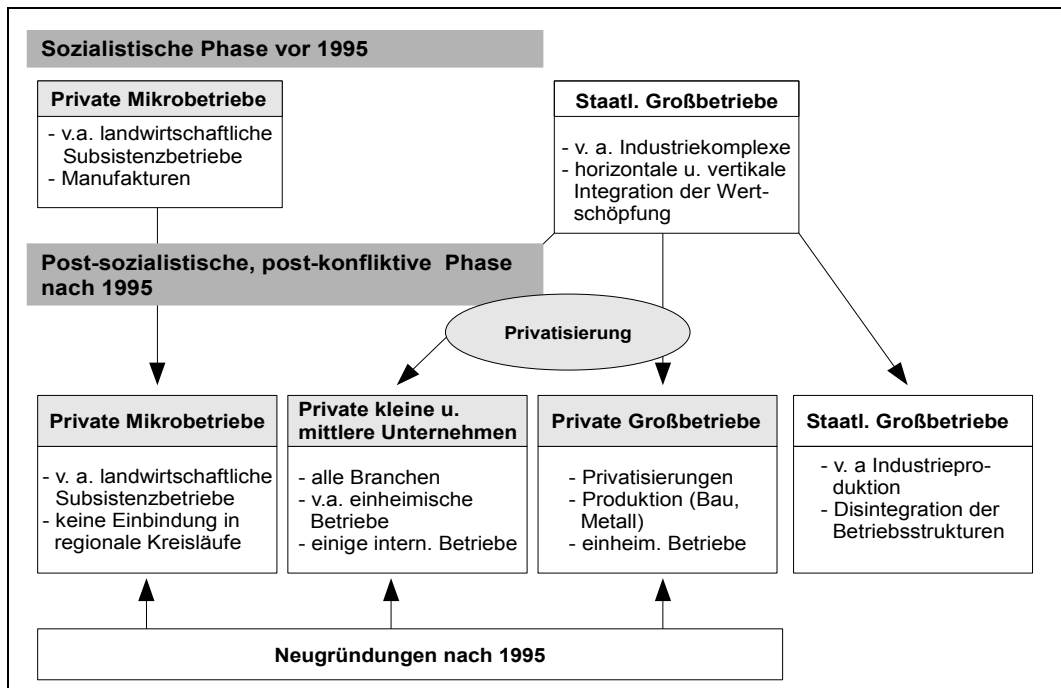 Sozialistische Phase vor 1995
Private Mikrobetriebe
- v.a. landwirtschaftliche
Subsistenzbetriebe
- Manufakturen
Staatl. Großbetriebe
- v. a. Industriekomplexe
- horizontale u. vertikale
Integration der Wert-
schöpfung
Post-sozialistische, post-konfliktive Phase
nach 1995
Privatisierung
Private Mikrobetriebe
- v. a. landwirtschaftliche
Subsistenzbetriebe
- keine Einbindung in
regionale Kreisläufe
Private kleine u.
mittlere Unternehmen
- alle Branchen
- v.a. einheimische
Betriebe
- einige intern. Betriebe
Private Großbetriebe
- Privatisierungen
- Produktion (Bau,
Metall)
- einheim. Betriebe
Staatl. Großbetriebe
- v. a Industriepro-
duktion
- Disintegration der
Betriebsstrukturen
Neugründungen nach 1995